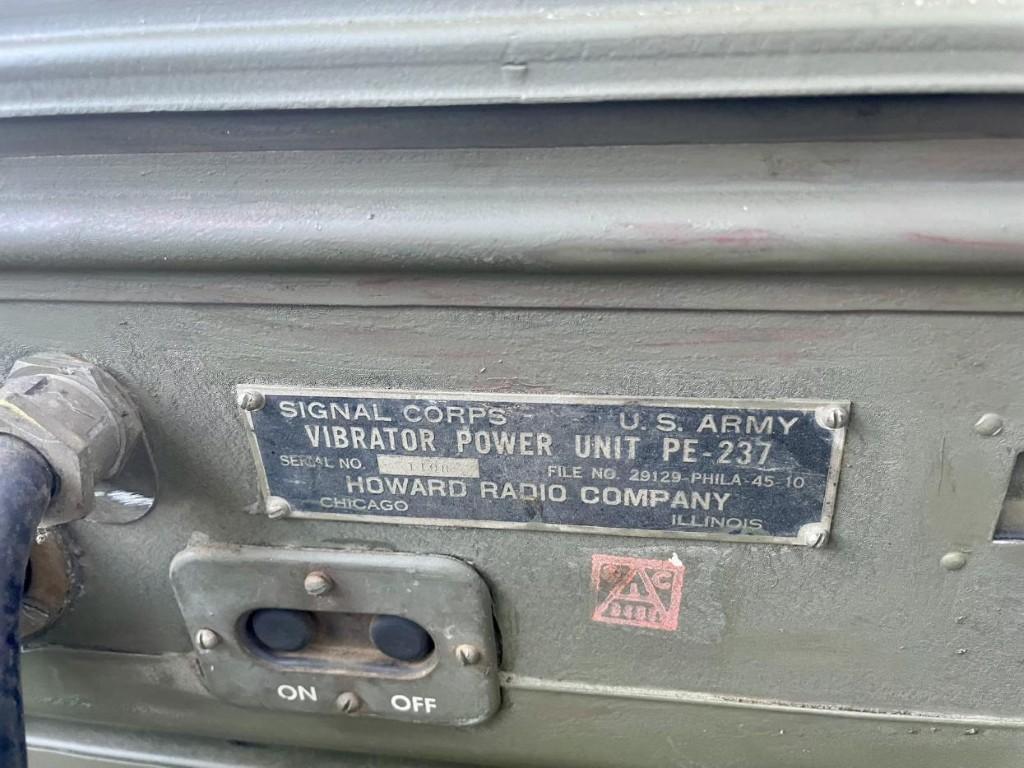 SIGNAL CORPS - U.S. ARMY
VIBRATOR POWER UNIT PE-237
SERIAL NO. FILE NO. 29129-PHILA-45-10
HOWARD RADIO COMPANY
CHICAGO ILLINOIS
ON OFF